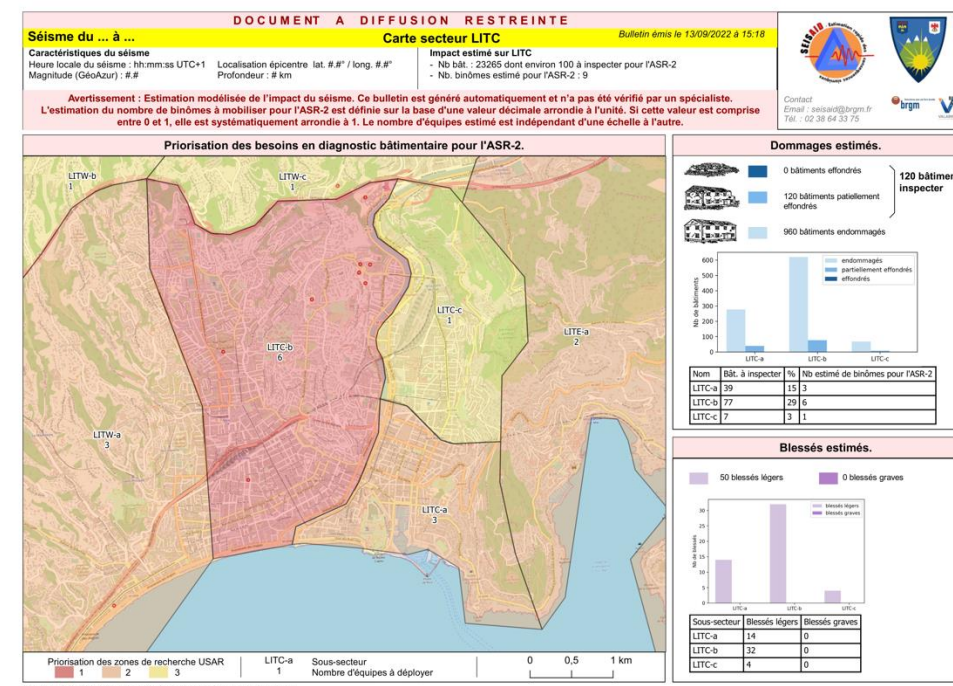 DOCUMENT A DIFFUSION RESTREINTE
Séisme du ... à ...
Carte secteur LITC
Bulletin émis le 13/09/2022 à 15:18
Caractéristiques du séisme
Heure locale du séisme : hh:mm:ss UTC+1 Localisation épicentre lat. #.#° / long. #.#°
Magnitude (GéoAzur) : #.# Profondeur : # km
Impact estimé sur LITC
- Nb bât. : 23265 dont environ 100 à inspecter pour l'ASR-2
- Nb. binômes estimé pour l'ASR-2 : 9
Avertissement : Estimation modélisée de l'impact du séisme. Ce bulletin est généré automatiquement et n'a pas été vérifié par un spécialiste.
L'estimation du nombre de binômes à mobiliser pour l'ASR-2 est définie sur la base d'une valeur décimale arrondie à l'unité. Si cette valeur est comprise
entre 0 et 1, elle est systématiquement arrondie à 1. Le nombre d'équipes estimé est indépendant d'une échelle à l'autre.
SEISAID
Contact
Email : seisaid@brgm.fr
Tél. : 02 38 64 33 75
brgm
Priorisation des besoins en diagnostic bâtimentaire pour l'ASR-2.
LITW-b
1
LITW-c
1
LITC-c
1
LITC-b
6
LITE-a
2
LITW-a
3
LITC-a
3
Priorisation des zones de recherche USAR
1 2 3
LITC-a Sous-secteur
1 Nombre d'équipes à déployer
0 0,5 1 km
Dommages estimés.
0 bâtiments effondrés
120 bâtiments patiellement
effondrés
960 bâtiments endommagés
120 bâtimen
inspecter
endommagés
partiellement effondrés
effondrés
Nb de bâtiments
600
500
400
300
200
100
0
LITC-a LITC-b LITC-c
Nom Bât. à inspecter % Nb estimé de binômes pour l'ASR-2
LITC-a 39 15 3
LITC-b 77 29 6
LITC-c 7 3 1
Blessés estimés.
50 blessés légers 0 blessés graves
blessés légers
blessés graves
Nb de blessés
30
25
20
15
10
5
0
LITC-a LITC-b LITC-c
Sous-secteur Blessés légers Blessés graves
LITC-a 14 0
LITC-b 32 0
LITC-c 4 0